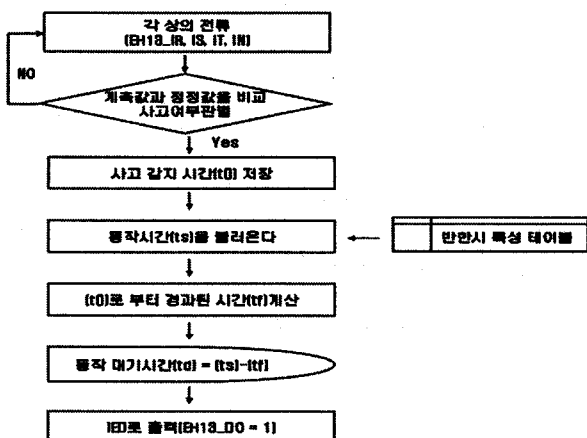 각 상의 전류
(EH13_IR, IS, IT, IN)
NO
계측값과 정정값을 비교
사고여부판별
Yes
사고 감지 시간(t0) 저장
동작시간(ts)을 불러온다
반한시 특성 테이블
(t0)로 부터 경과된 시간(tf)계산
동작 대기시간(td) = (ts)-(tf)
IED로 출력(EH13_DO = 1)